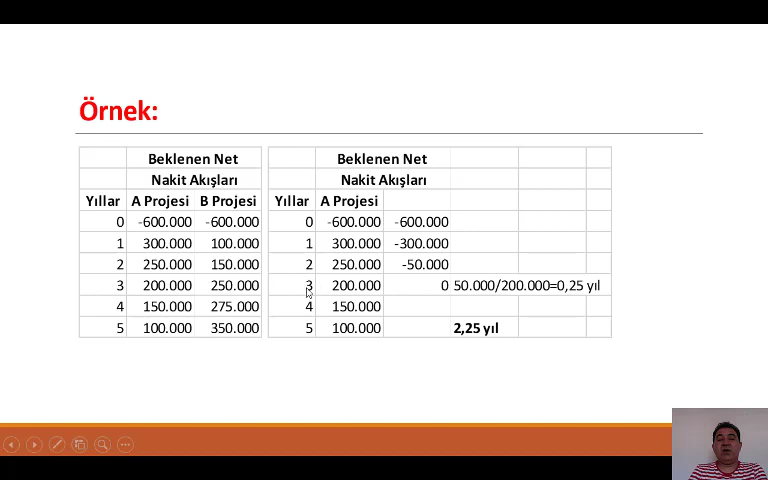 Örnek:
Beklenen Net Beklenen Net
Nakit Akışları Nakit Akışları
Yıllar A Projesi B Projesi Yıllar A Projesi
0 -600.000 -600.000 0 -600.000 -600.000
1 300.000 100.000 1 300.000 -300.000
2 250.000 150.000 2 250.000 -50.000
3 200.000 250.000 3 200.000 0 50.000/200.000=0,25 yıl
4 150.000 275.000 4 150.000
5 100.000 350.000 5 100.000 2,25 yıl